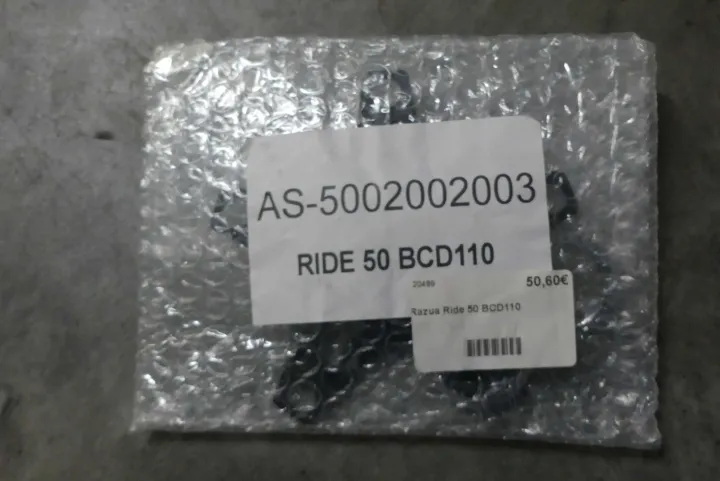 AS-5002002003
RIDE 50 BCD110
20489 50,60€
Razua Ride 50 BCD110